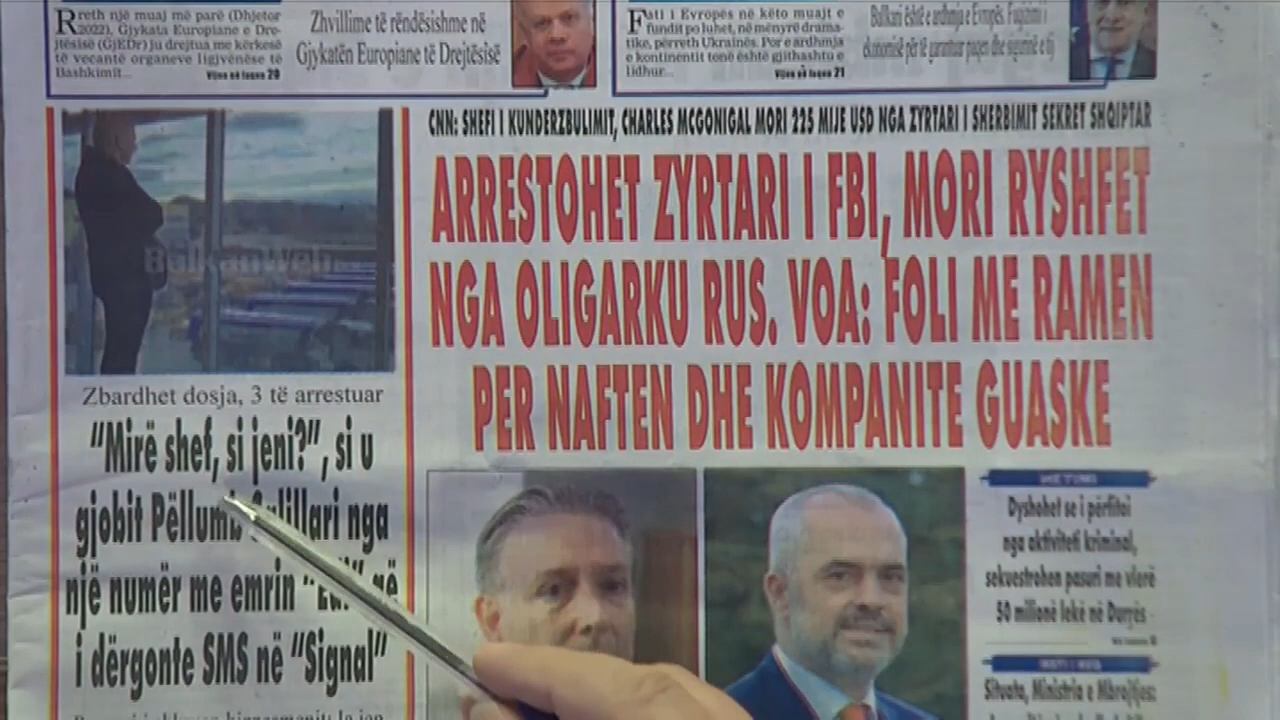 Rreth një muaj më parë (Dhjetor
2022), Gjykata Europiane e Dre-
jtësisë (GjEDr) ju drejtua me kërkesë
të veçantë organeve ligjvënëse të
Bashkimit...
Vijon në faqen 20
Zhvillime të rëndësishme në
Gjykatën Europiane të Drejtësisë
Fati i Evropës në këto muajt e
fundit po luhet, në mënyrë drama-
tike, përreth Ukrainës. Por e ardhmja
e kontinentit tonë është gjithashtu e
lidhur...
Vijon në faqen 21
Ballkani është e ardhmja e Evropës. Fuqizimi i
ekonomisë për të garantuar paqen dhe sigurinë e tij
CNN: SHEFI I KUNDERZBULIMIT, CHARLES MCGONIGAL MORI 225 MIJE USD NGA ZYRTARI I SHERBIMIT SEKRET SHQIPTAR
ARRESTOHET ZYRTARI I FBI, MORI RYSHFET
NGA OLIGARKU RUS. VOA: FOLI ME RAMEN
PER NAFTEN DHE KOMPANITE GUASKE
BalkanWeb
Zbardhet dosja, 3 të arrestuar
"Mirë shef, si jeni?", si u
gjobit Pëllumb nga
një numër me emrin
i dërgonte SMS në "Signal"
Dyshohet se i përfitoi
nga aktiviteti kriminal,
sekuestrohen pasuri me vlerë
50 milionë lekë në Durrës
Situata, Ministria e Mbrojtjes: